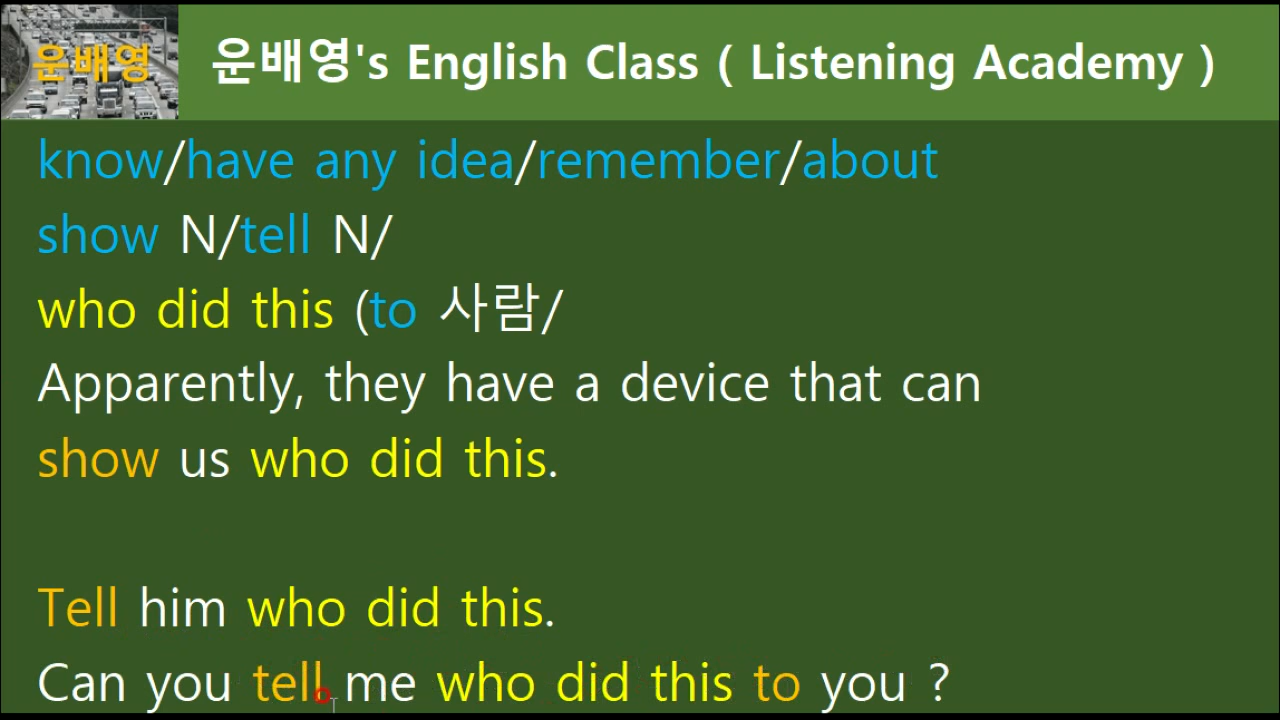 운배영
운배영's English Class ( Listening Academy )
know/have any idea/remember/about
show N/tell N/
who did this (to 사람/
Apparently, they have a device that can
show us who did this.
Tell him who did this.
Can you tell me who did this to you ?